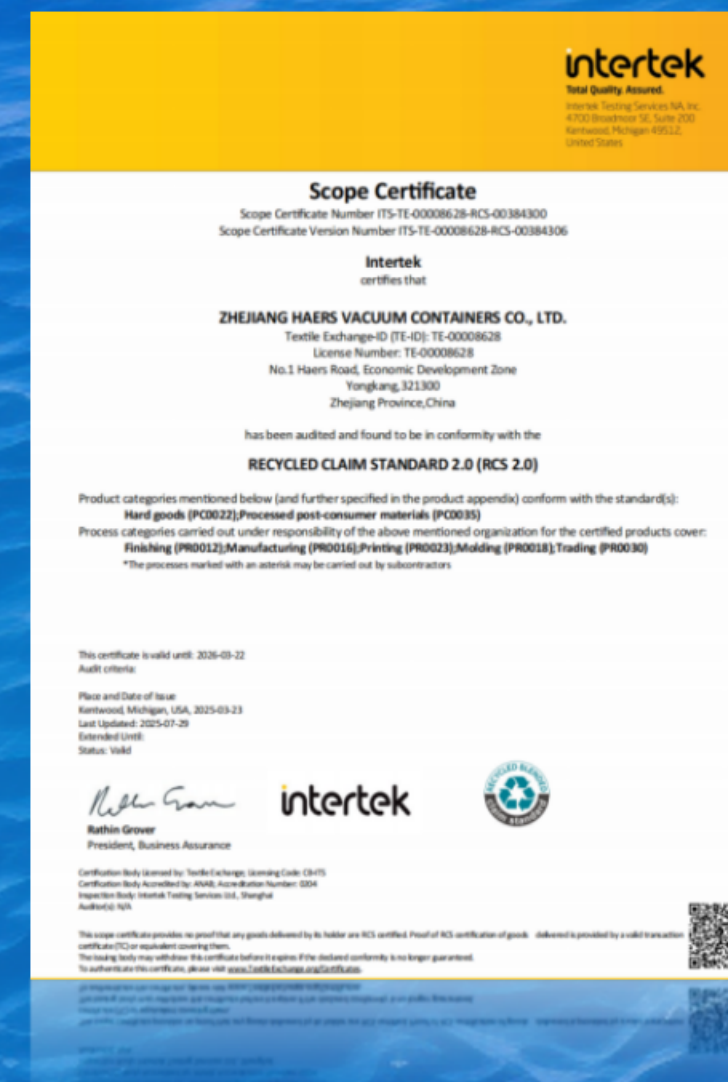 intertek
Total Quality. Assured.
Intertek Testing Services NA, Inc.
4700 Broadmoor SE, Suite 200
Kentwood, Michigan 49512,
United States
Scope Certificate
Scope Certificate Number ITS-TE-00008628-RCS-00384300
Scope Certificate Version Number ITS-TE-00008628-RCS-00384306
Intertek
certifies that
ZHEJIANG HAERS VACUUM CONTAINERS CO., LTD.
Textile Exchange-ID (TE-ID): TE-00008628
License Number: TE-00008628
No.1 Haers Road, Economic Development Zone
Yongkang,321300
Zhejiang Province,China
has been audited and found to be in conformity with the
RECYCLED CLAIM STANDARD 2.0 (RCS 2.0)
Product categories mentioned below (and further specified in the product appendix) conform with the standard(s):
Hard goods (PC0022);Processed post-consumer materials (PC0035)
Process categories carried out under responsibility of the above mentioned organization for the certified products cover:
Finishing (PR0012);Manufacturing (PR0016);Printing (PR0023);Molding (PR0018);Trading (PR0030)
*The processes marked with an asterisk may be carried out by subcontractors
This certificate is valid until: 2026-03-22
Audit criteria:
Place and Date of Issue
Kentwood, Michigan, USA, 2025-03-23
Last Updated: 2025-07-29
Extended Until:
Status: Valid
intertek
RECYCLED BLENDED
claim standard
Rathin Grover
President, Business Assurance
Certification Body Licensed by: Textile Exchange; Licensing Code: CB-ITS
Certification Body Accredited by: ANAB; Accreditation Number: 0204
Inspection Body: Intertek Testing Services Ltd., Shanghai
Auditor(s): N/A
This scope certificate provides no proof that any goods delivered by its holder are RCS certified. Proof of RCS certification of goods delivered is provided by a valid transaction
certificate (TC) or equivalent covering them.
The issuing body may withdraw this certificate before it expires if the declared conformity is no longer guaranteed.
To authenticate this certificate, please visit www.TextileExchange.org/Certificates.